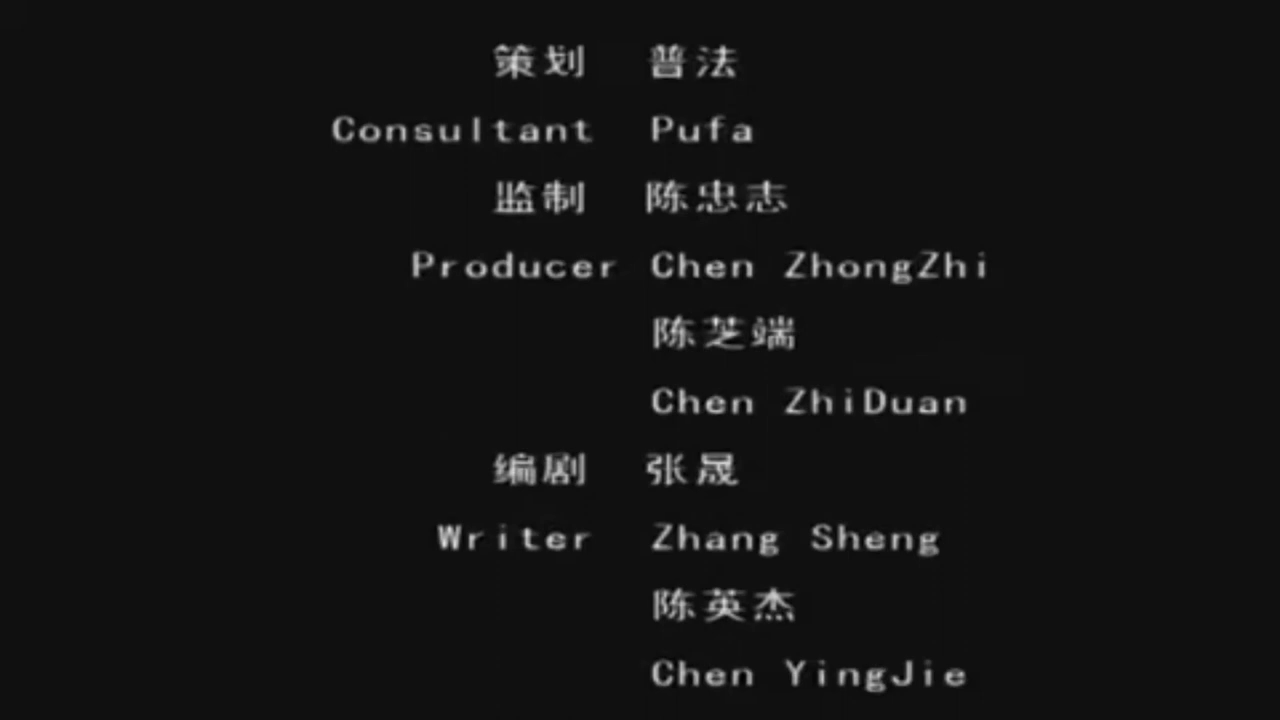 策划 普法
Consultant Pufa
监制 陈忠志
Producer Chen ZhongZhi
陈芝端
Chen ZhiDuan
编剧 张晟
Writer Zhang Sheng
陈英杰
Chen YingJie